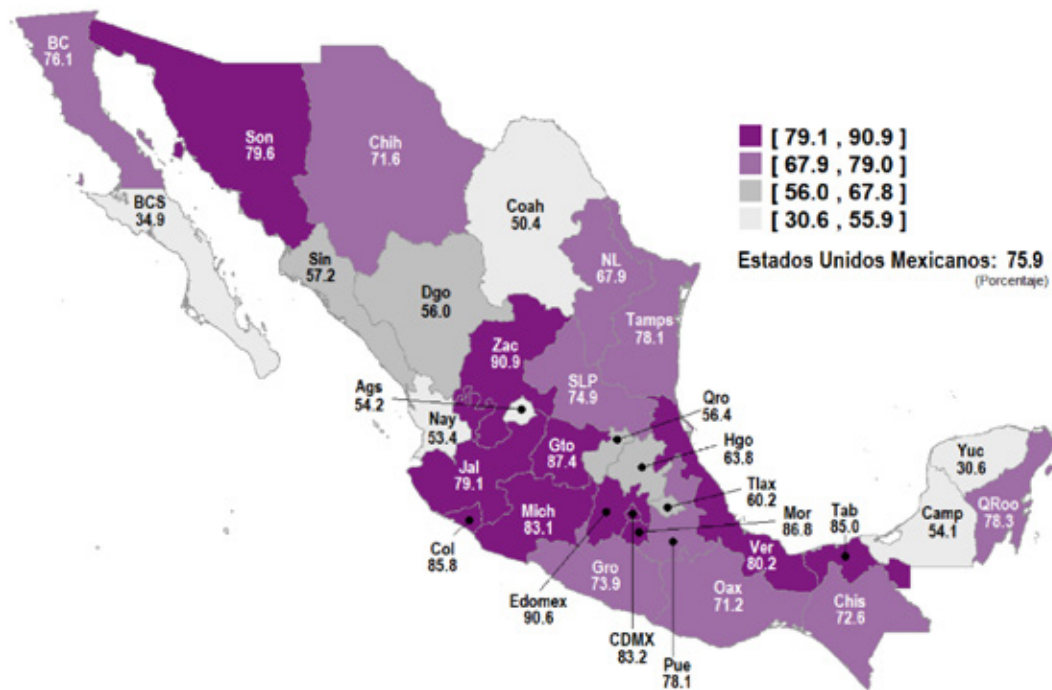 BC
76.1
Son
79.6
Chih
71.6
BCS
34.9
Coah
50.4
Sin
57.2
Dgo
56.0
NL
67.9
Tamps
78.1
Zac
90.9
SLP
74.9
Ags
54.2
Nay
53.4
Jal
79.1
Gto
87.4
Qro
56.4
Hgo
63.8
Tlax
60.2
Mor
86.8
Tab
85.0
Col
85.8
Mich
83.1
Edomex
90.6
Gro
73.9
CDMX
83.2
Pue
78.1
Ver
80.2
Oax
71.2
Chis
72.6
Camp
54.1
Yuc
30.6
QRoo
78.3
[ 79.1 , 90.9 ]
[ 67.9 , 79.0 ]
[ 56.0 , 67.8 ]
[ 30.6 , 55.9 ]
Estados Unidos Mexicanos: 75.9
(Porcentaje)